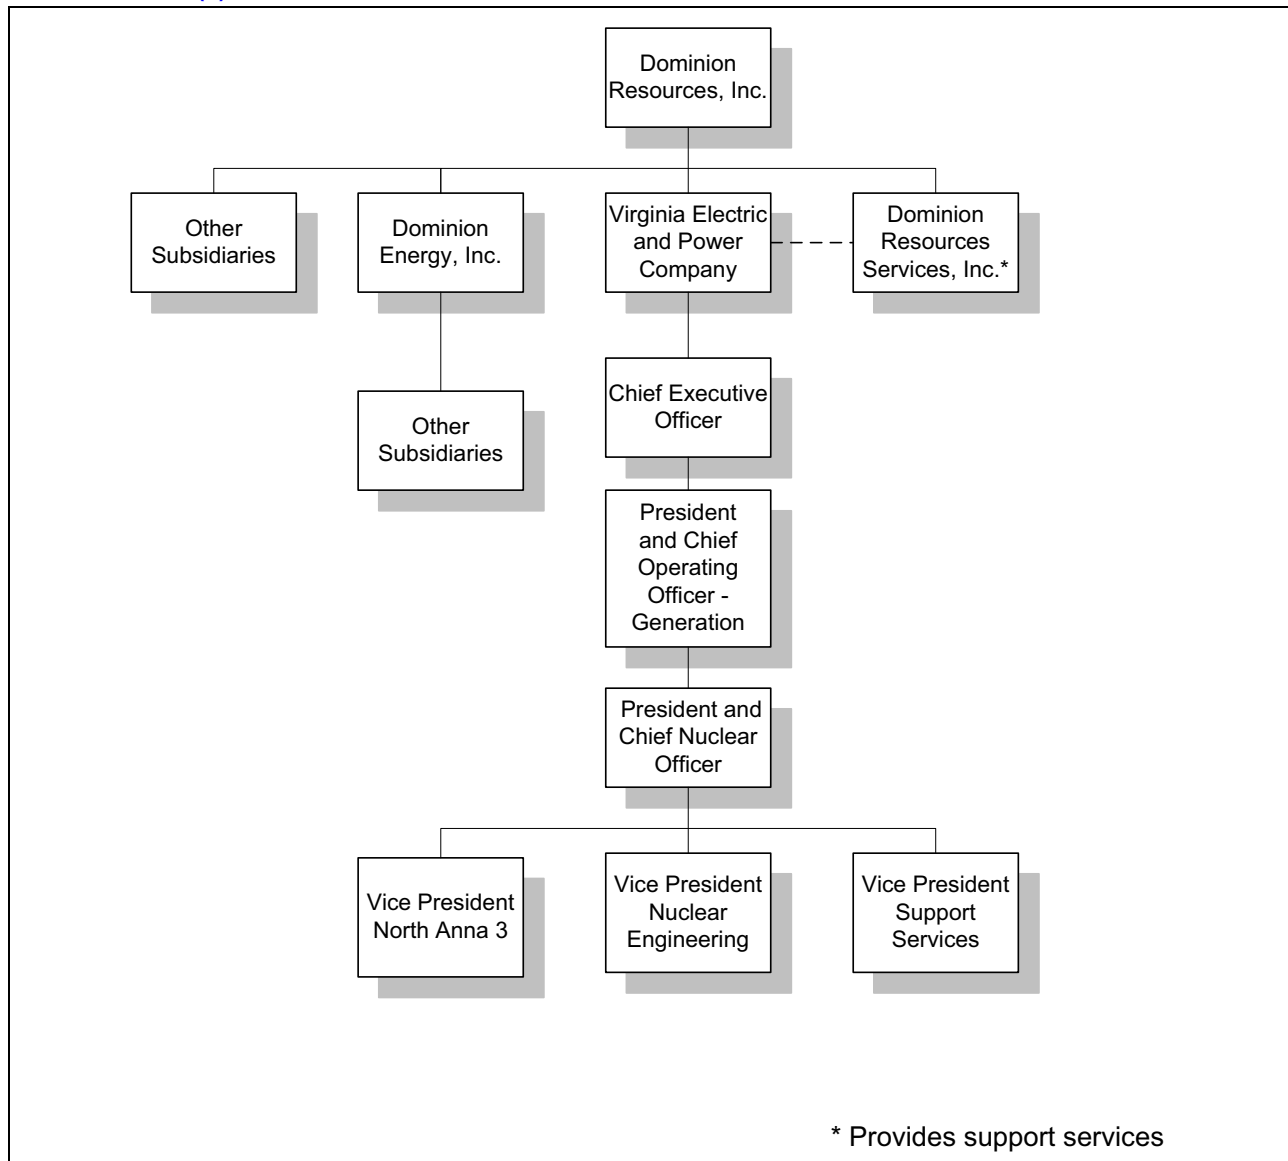 Dominion
Resources, Inc.
Other
Subsidiaries
Dominion
Energy, Inc.
Virginia Electric
and Power
Company
Dominion
Resources
Services, Inc.*
Chief Executive
Officer
Other
Subsidiaries
President
and Chief
Operating
Officer -
Generation
President and
Chief Nuclear
Officer
Vice President
North Anna 3
Vice President
Nuclear
Engineering
Vice President
Support
Services
* Provides support services